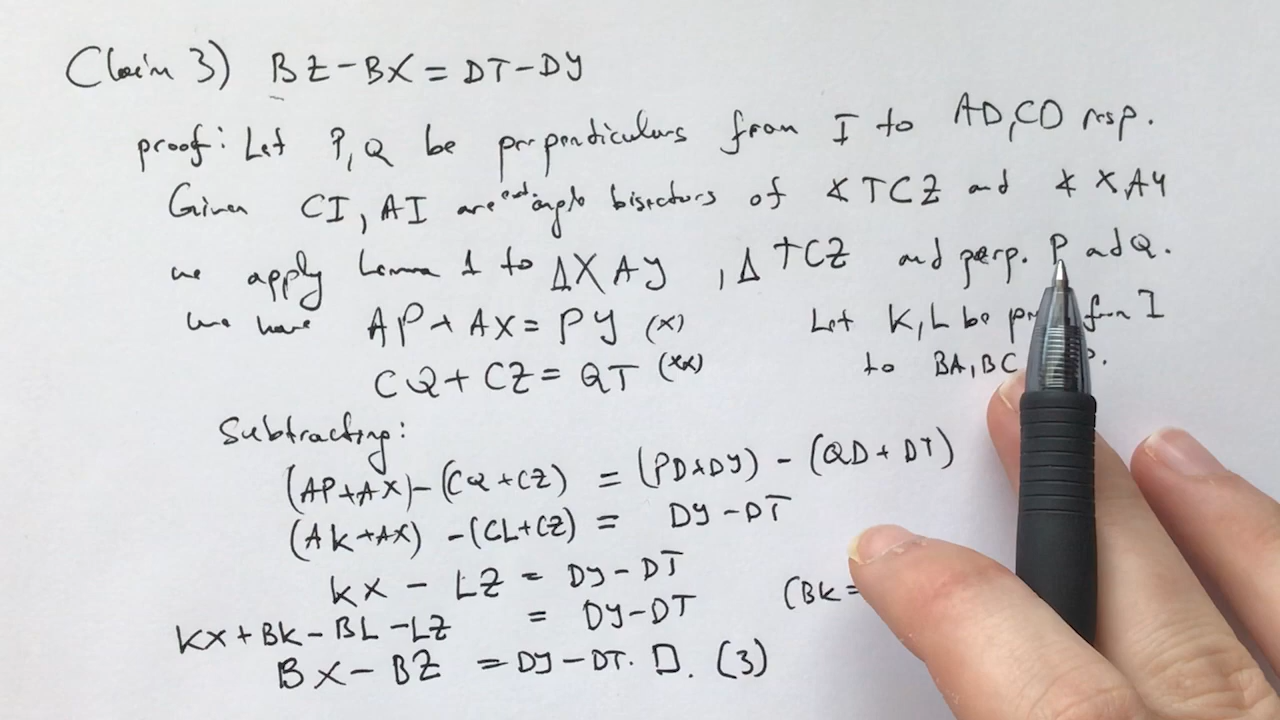 Claim 3) BZ-BX = DT-DY
proof: Let P,Q be perpendiculars from I to AD,CD resp.
Given CI, AI are ext angle bisectors of ∡TCZ and ∡XAY
we apply Lemma 1 to ΔXAY, ΔTCZ and perp. P and Q.
we have AP+AX = PY (x)
CQ+CZ = QT (xx)
Let K,L be from I
to BA,BC
Subtracting:
(AP+AX)-(CQ+CZ) = (PD+DY) - (QD+DT)
(AK+AX) -(CL+CZ) = DY-DT
KX - LZ = DY-DT
(BK=
KX+BK-BL-LZ = DY-DT
BX-BZ = DY-DT. □. (3)